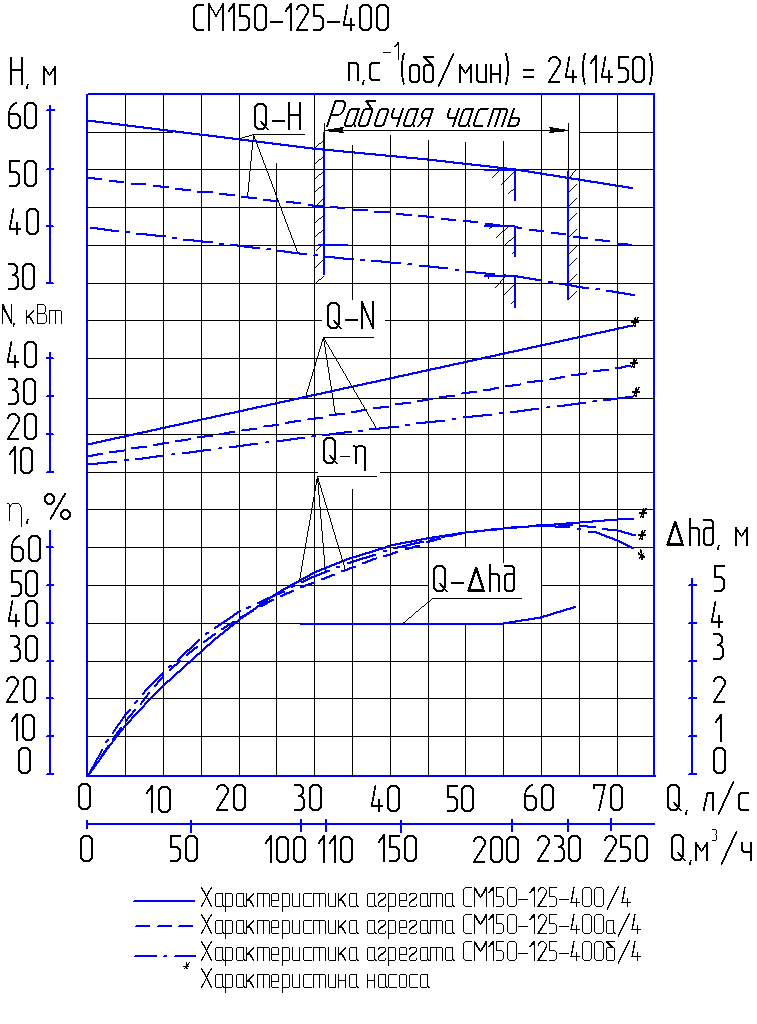 СМ150-125-400
H, м
n,c⁻¹(об/мин) = 24(1450)
60
Q-H
Рабочая часть
50
40
30
N, кВт
Q-N
40
30
20
10
Q-η
η, %
60
Δhд, м
50
Q-Δhд
5
40
4
30
3
20
2
10
1
0
0
0 10 20 30 40 50 60 70 Q, л/с
0 50 100 110 150 200 230 250 Q,м³/ч
Характеристика агрегата СМ150-125-400/4
Характеристика агрегата СМ150-125-400а/4
Характеристика агрегата СМ150-125-400б/4
* Характеристина насоса